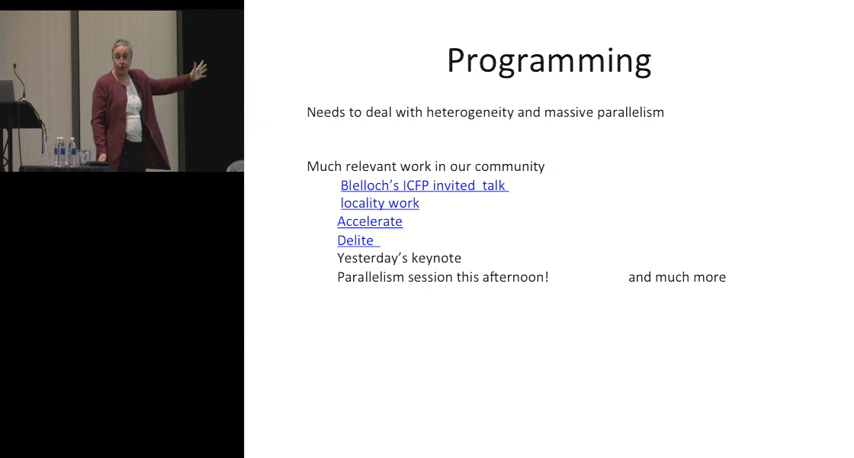 Programming
Needs to deal with heterogeneity and massive parallelism
Much relevant work in our community
Blelloch's ICFP invited  talk
locality work
Accelerate
Delite
Yesterday's keynote
Parallelism session this afternoon! and much more